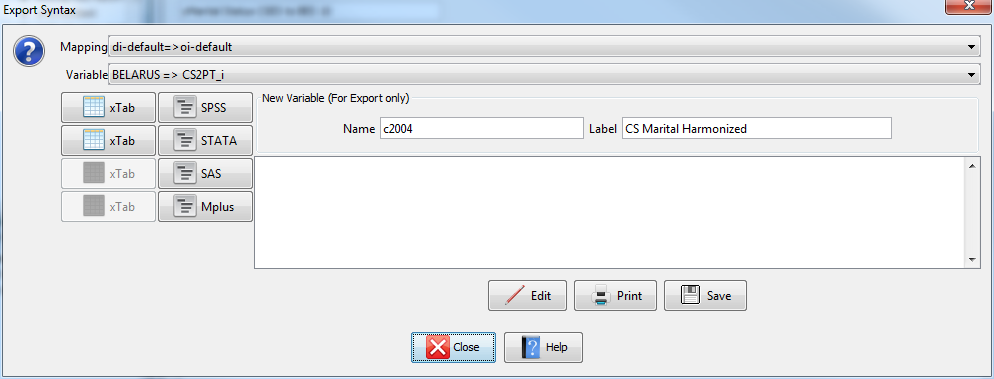 Export Syntax
Mapping di-default=>oi-default
Variable BELARUS => CS2PT_i
xTab SPSS
xTab STATA
xTab SAS
xTab Mplus
New Variable (For Export only)
Name c2004 Label CS Marital Harmonized
Edit Print Save
Close Help